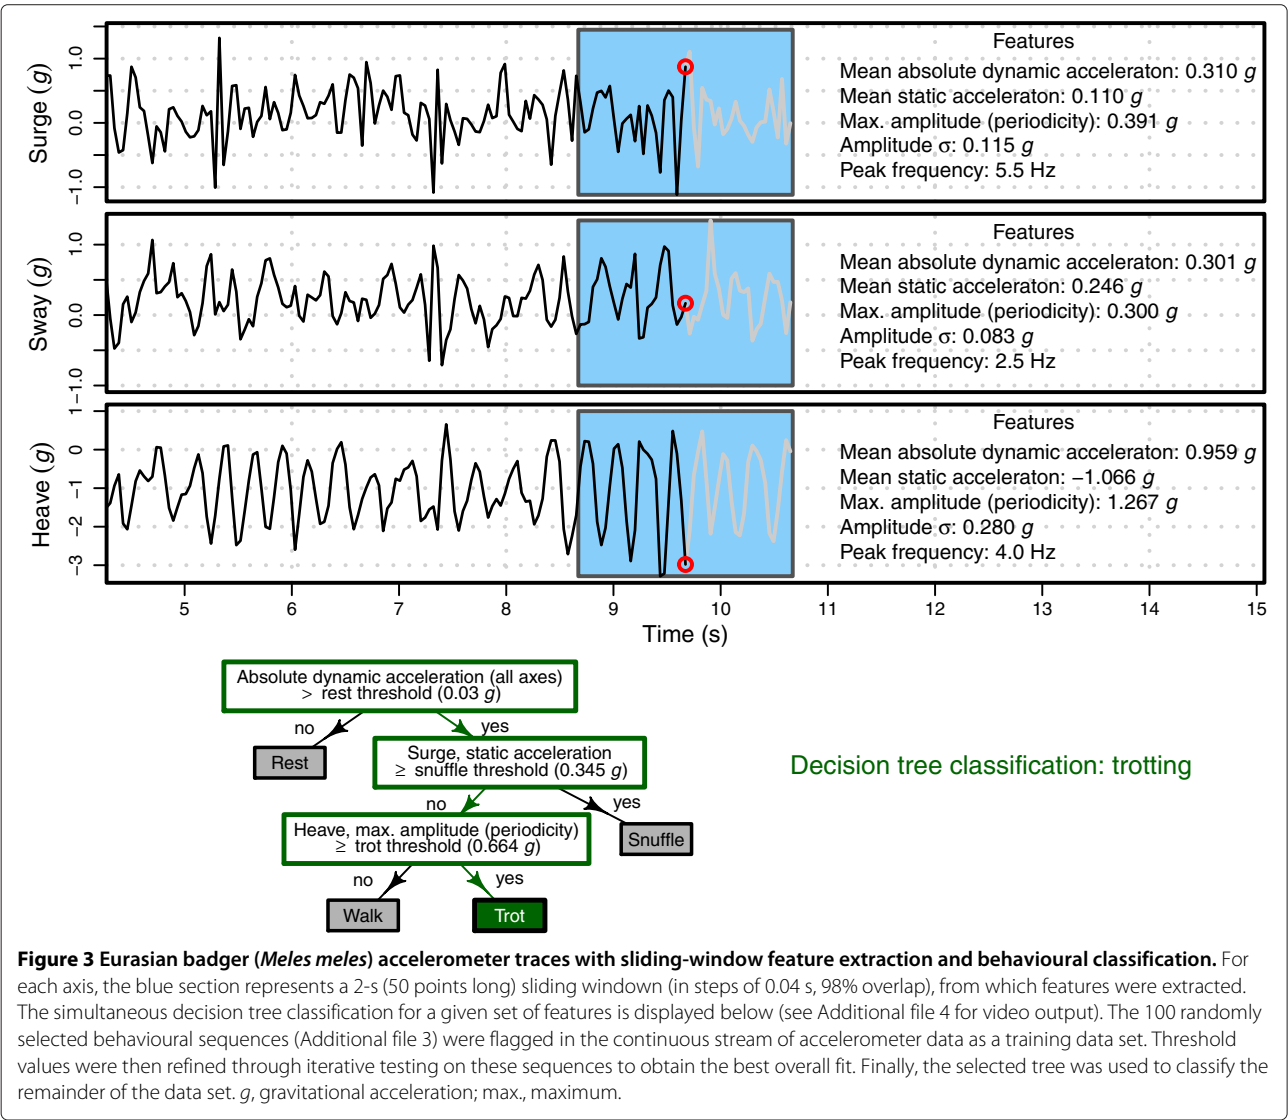 Surge (g)
1.0
0.0
−1.0
Features
Mean absolute dynamic acceleraton: 0.310 g
Mean static acceleraton: 0.110 g
Max. amplitude (periodicity): 0.391 g
Amplitude σ: 0.115 g
Peak frequency: 5.5 Hz
Sway (g)
1.0
0.0
−1.0
Features
Mean absolute dynamic acceleraton: 0.301 g
Mean static acceleraton: 0.246 g
Max. amplitude (periodicity): 0.300 g
Amplitude σ: 0.083 g
Peak frequency: 2.5 Hz
Heave (g)
1
0
−1
−2
−3
Features
Mean absolute dynamic acceleraton: 0.959 g
Mean static acceleraton: −1.066 g
Max. amplitude (periodicity): 1.267 g
Amplitude σ: 0.280 g
Peak frequency: 4.0 Hz
5 6 7 8 9 10 11 12 13 14 15
Time (s)
Absolute dynamic acceleration (all axes)
> rest threshold (0.03 g)
no yes
Rest
Surge, static acceleration
≥ snuffle threshold (0.345 g)
Decision tree classification: trotting
no yes
Snuffle
Heave, max. amplitude (periodicity)
≥ trot threshold (0.664 g)
no yes
Walk Trot
Figure 3 Eurasian badger (Meles meles) accelerometer traces with sliding-window feature extraction and behavioural classification. For
each axis, the blue section represents a 2-s (50 points long) sliding windown (in steps of 0.04 s, 98% overlap), from which features were extracted.
The simultaneous decision tree classification for a given set of features is displayed below (see Additional file 4 for video output). The 100 randomly
selected behavioural sequences (Additional file 3) were flagged in the continuous stream of accelerometer data as a training data set. Threshold
values were then refined through iterative testing on these sequences to obtain the best overall fit. Finally, the selected tree was used to classify the
remainder of the data set. g, gravitational acceleration; max., maximum.